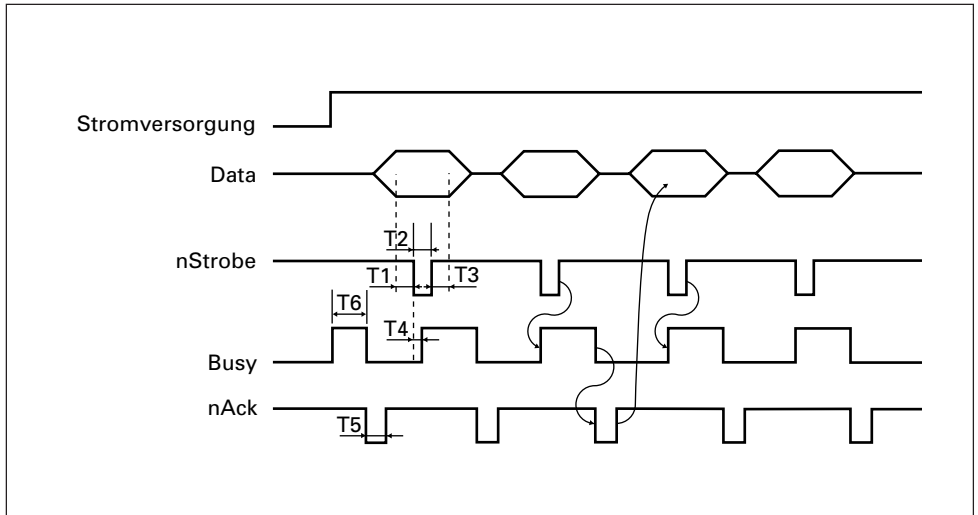 Stromversorgung
Data
T2
nStrobe
T1
T3
T6
T4
Busy
nAck
T5